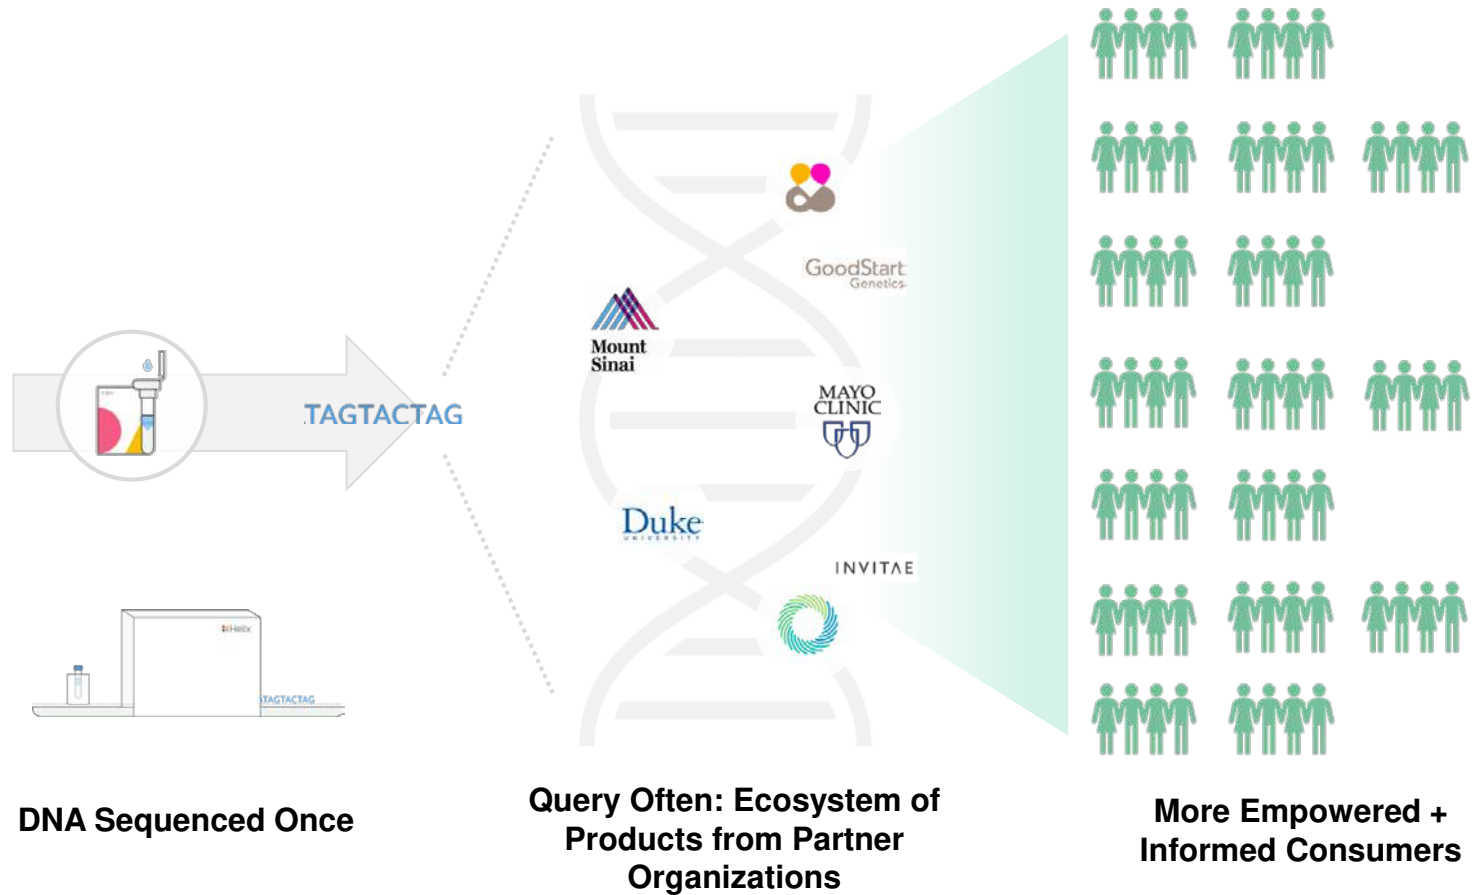 TAGTACTAG
Helix
TAGTACTAG
DNA Sequenced Once
GoodStart
Genetics
Mount
Sinai
MAYO
CLINIC
Duke
UNIVERSITY
INVITAE
Query Often: Ecosystem of
Products from Partner
Organizations
More Empowered +
Informed Consumers